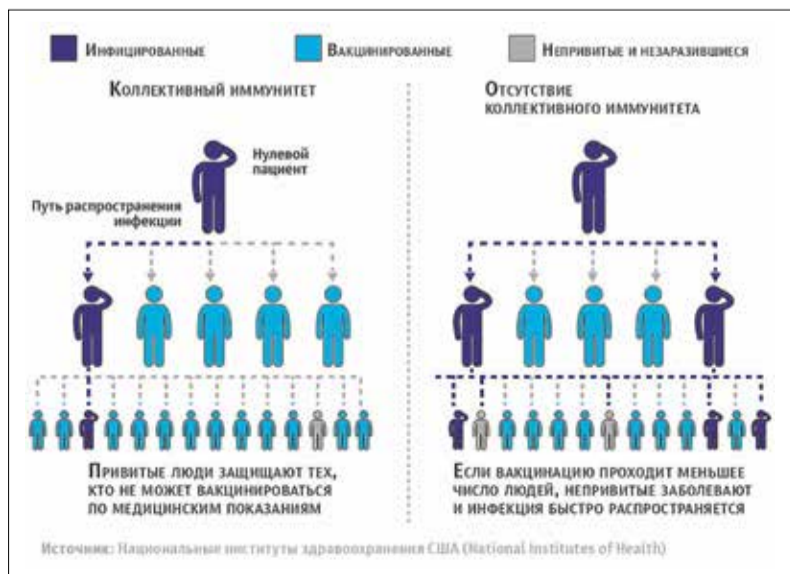 Инфицированные
Вакцинированные
Непривитые и незаразившиеся
Коллективный иммунитет
Нулевой
пациент
Путь распространения
инфекции
Привитые люди защищают тех,
кто не может вакцинироваться
по медицинским показаниям
Отсутствие
коллективного иммунитета
Если вакцинацию проходит меньшее
число людей, непривитые заболевают
и инфекция быстро распространяется
Источник: Национальные институты здравоохранения США (National Institutes of Health)